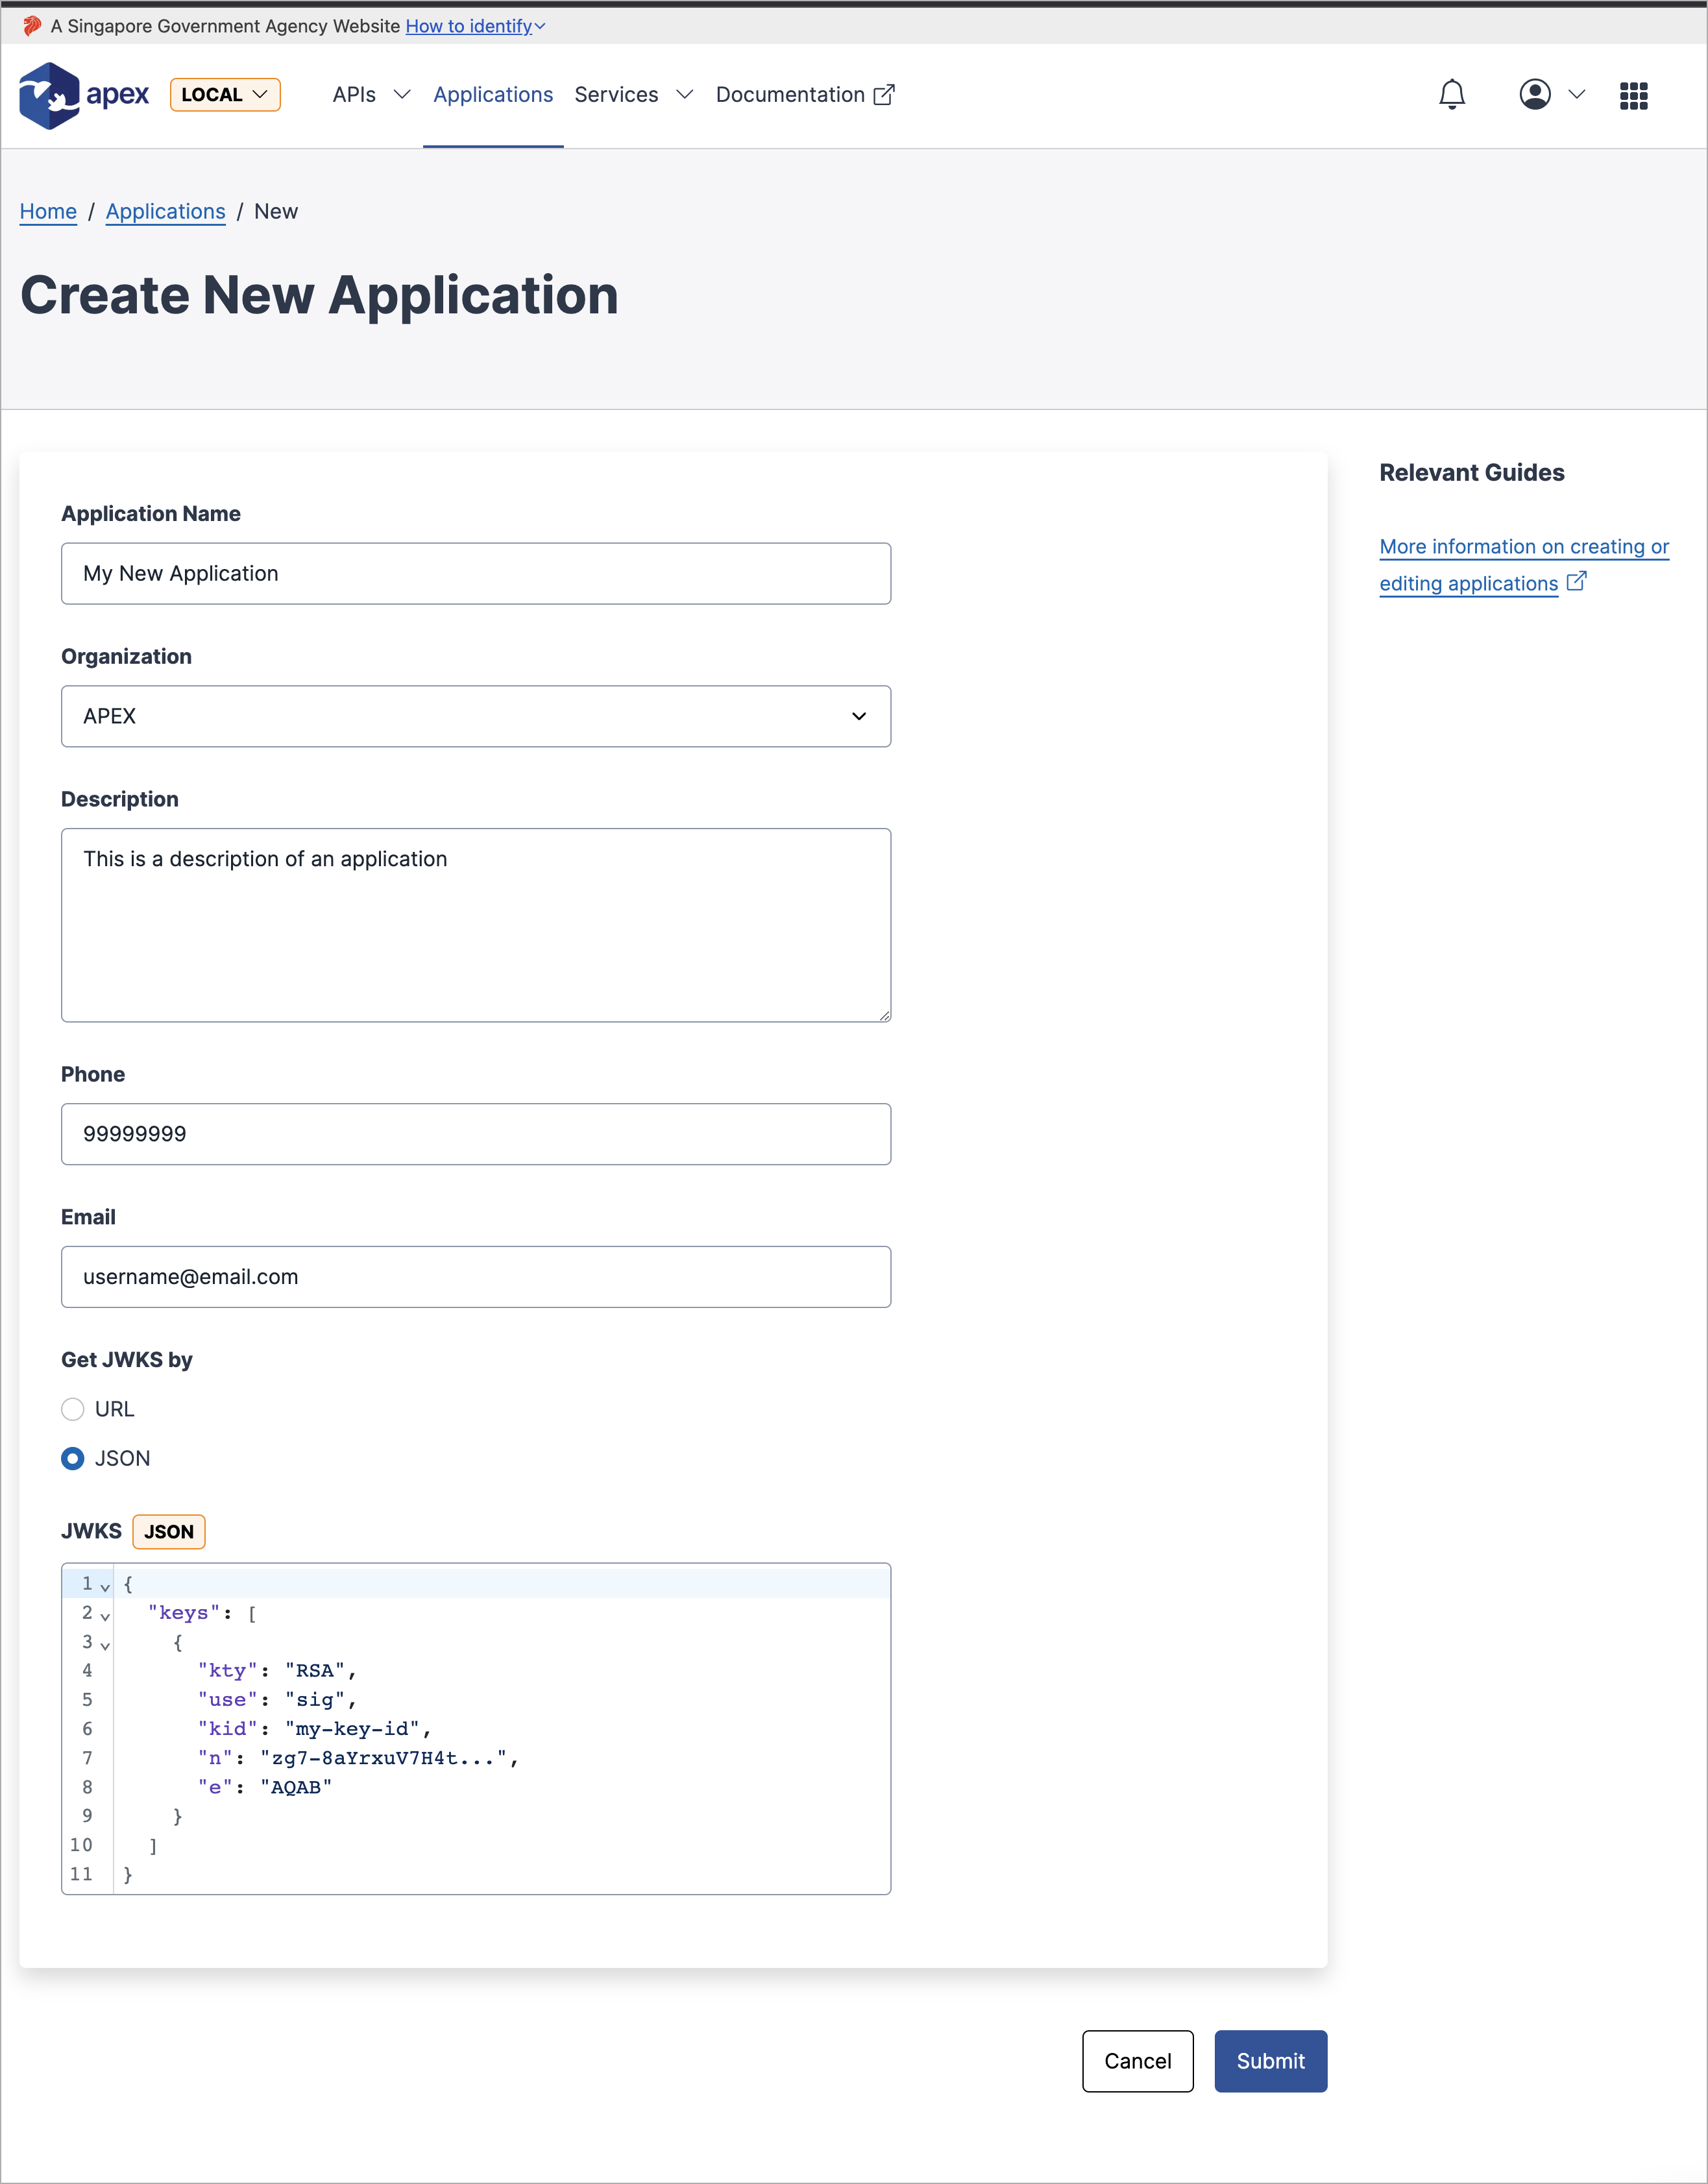 A Singapore Government Agency Website How to identify
apex LOCAL APIs Applications Services Documentation
Home / Applications / New
Create New Application
Application Name
My New Application
Organization
APEX
Description
This is a description of an application
Phone
99999999
Email
username@email.com
Get JWKS by
URL
JSON
JWKS JSON
1 {
2 "keys": [
3 {
4 "kty": "RSA",
5 "use": "sig",
6 "kid": "my-key-id",
7 "n": "zg7-8aYrxuV7H4t...",
8 "e": "AQAB"
9 }
10 ]
11 }
Relevant Guides
More information on creating or
editing applications
Cancel Submit